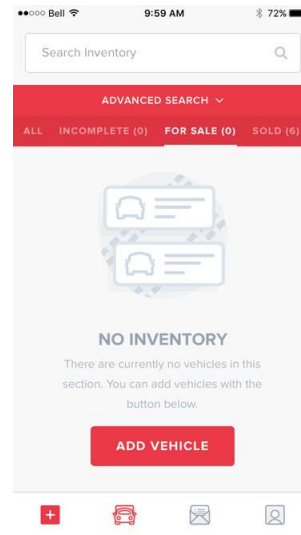 Bell 9:59 AM 72%
Search Inventory
ADVANCED SEARCH
ALL INCOMPLETE (0) FOR SALE (0) SOLD (6)
NO INVENTORY
There are currently no vehicles in this
section. You can add vehicles with the
button below.
ADD VEHICLE